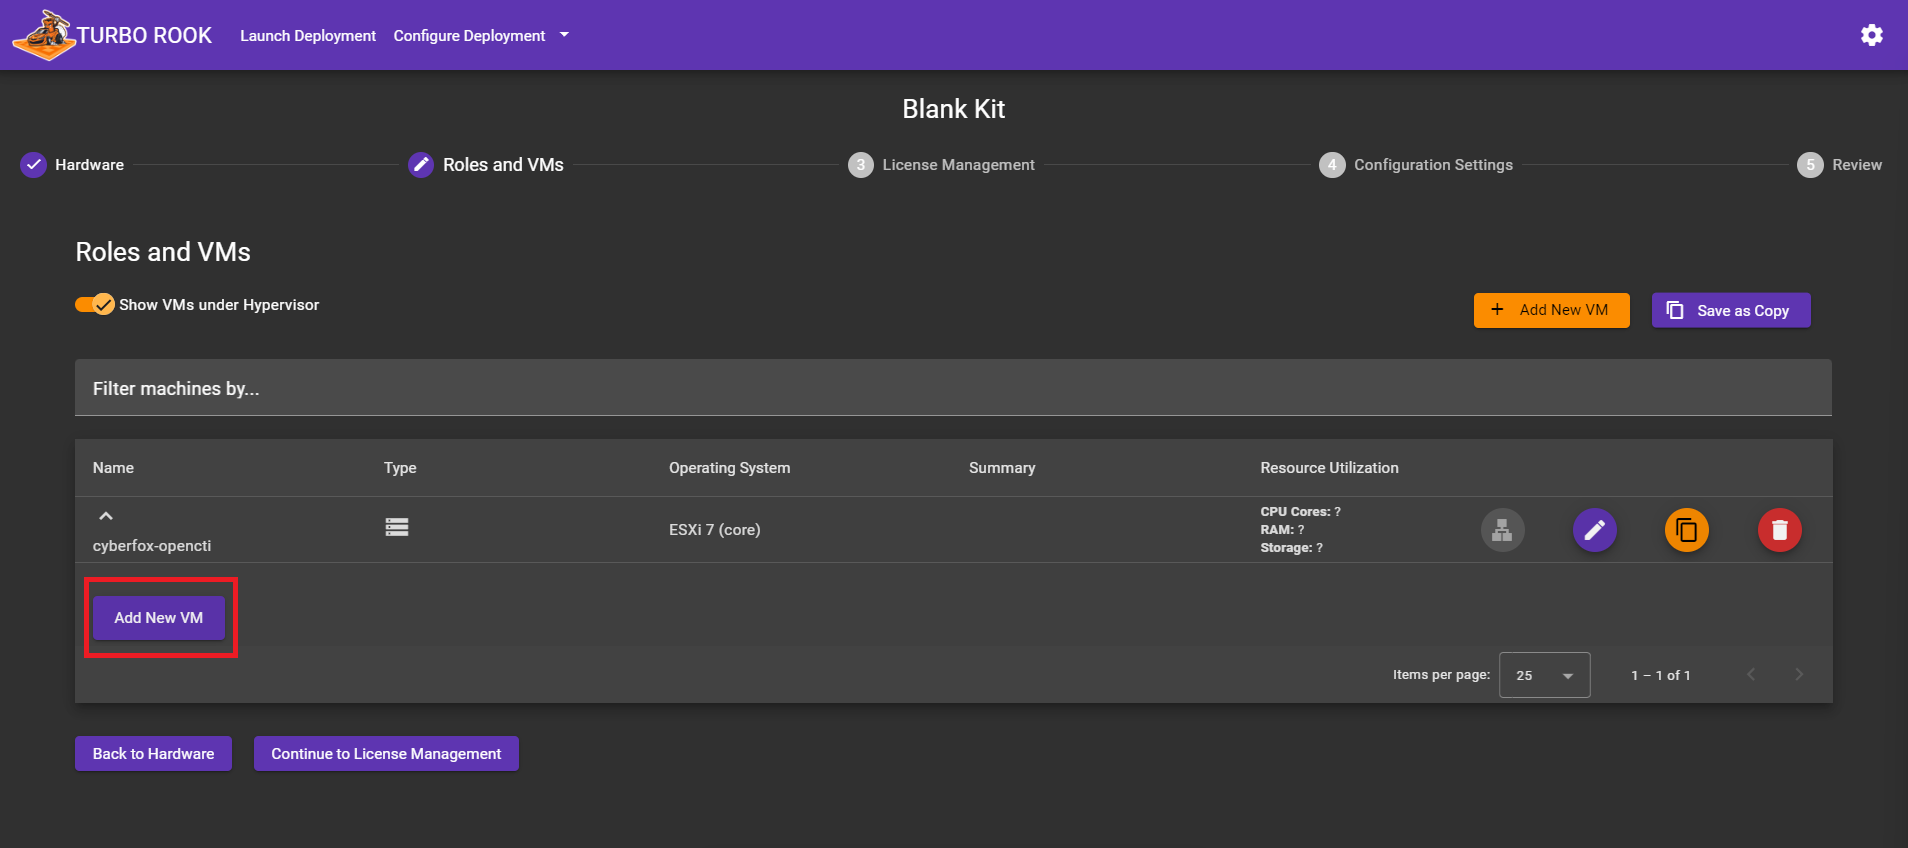 TURBO ROOK Launch Deployment Configure Deployment
Blank Kit
Hardware Roles and VMs 3 License Management 4 Configuration Settings 5 Review
Roles and VMs
Show VMs under Hypervisor
+ Add New VM Save as Copy
Filter machines by...
Name Type Operating System Summary Resource Utilization
cyberfox-opencti ESXi 7 (core)
CPU Cores: ?
RAM: ?
Storage: ?
Add New VM
Items per page: 25 1 – 1 of 1
Back to Hardware Continue to License Management